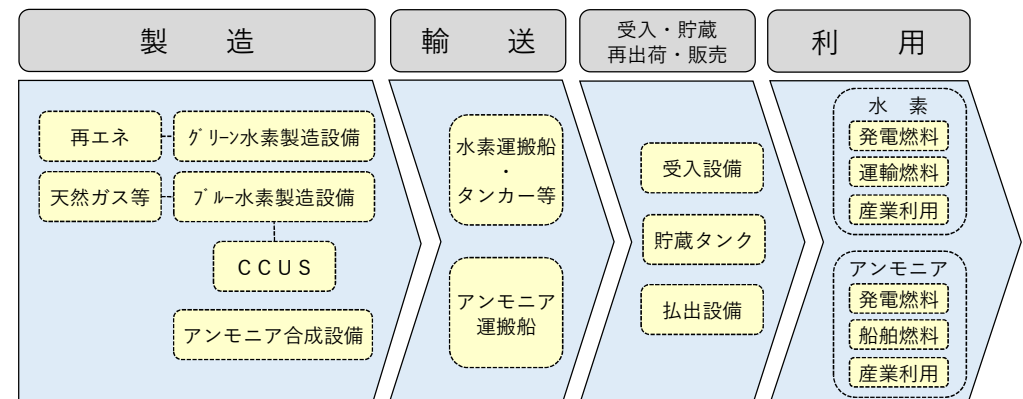 製　造
輸　送
受入・貯蔵
再出荷・販売
利　用
再エネ
ｸﾞﾘｰﾝ水素製造設備
天然ガス等
ﾌﾞﾙｰ水素製造設備
ＣＣＵＳ
アンモニア合成設備
水素運搬船
・
タンカー等
アンモニア
運搬船
受入設備
貯蔵タンク
払出設備
水　素
発電燃料
運輸燃料
産業利用
アンモニア
発電燃料
船舶燃料
産業利用